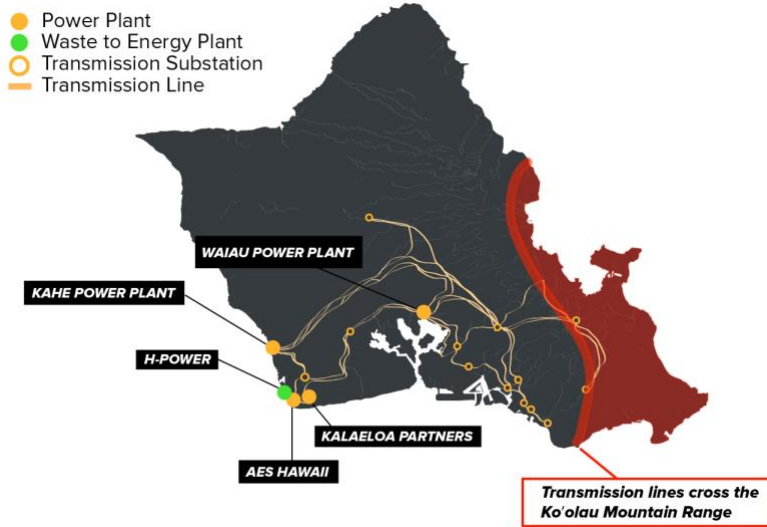 Power Plant
Waste to Energy Plant
Transmission Substation
Transmission Line
WAIAU POWER PLANT
KAHE POWER PLANT
H-POWER
KALAELOA PARTNERS
AES HAWAII
Transmission lines cross the
Ko'olau Mountain Range